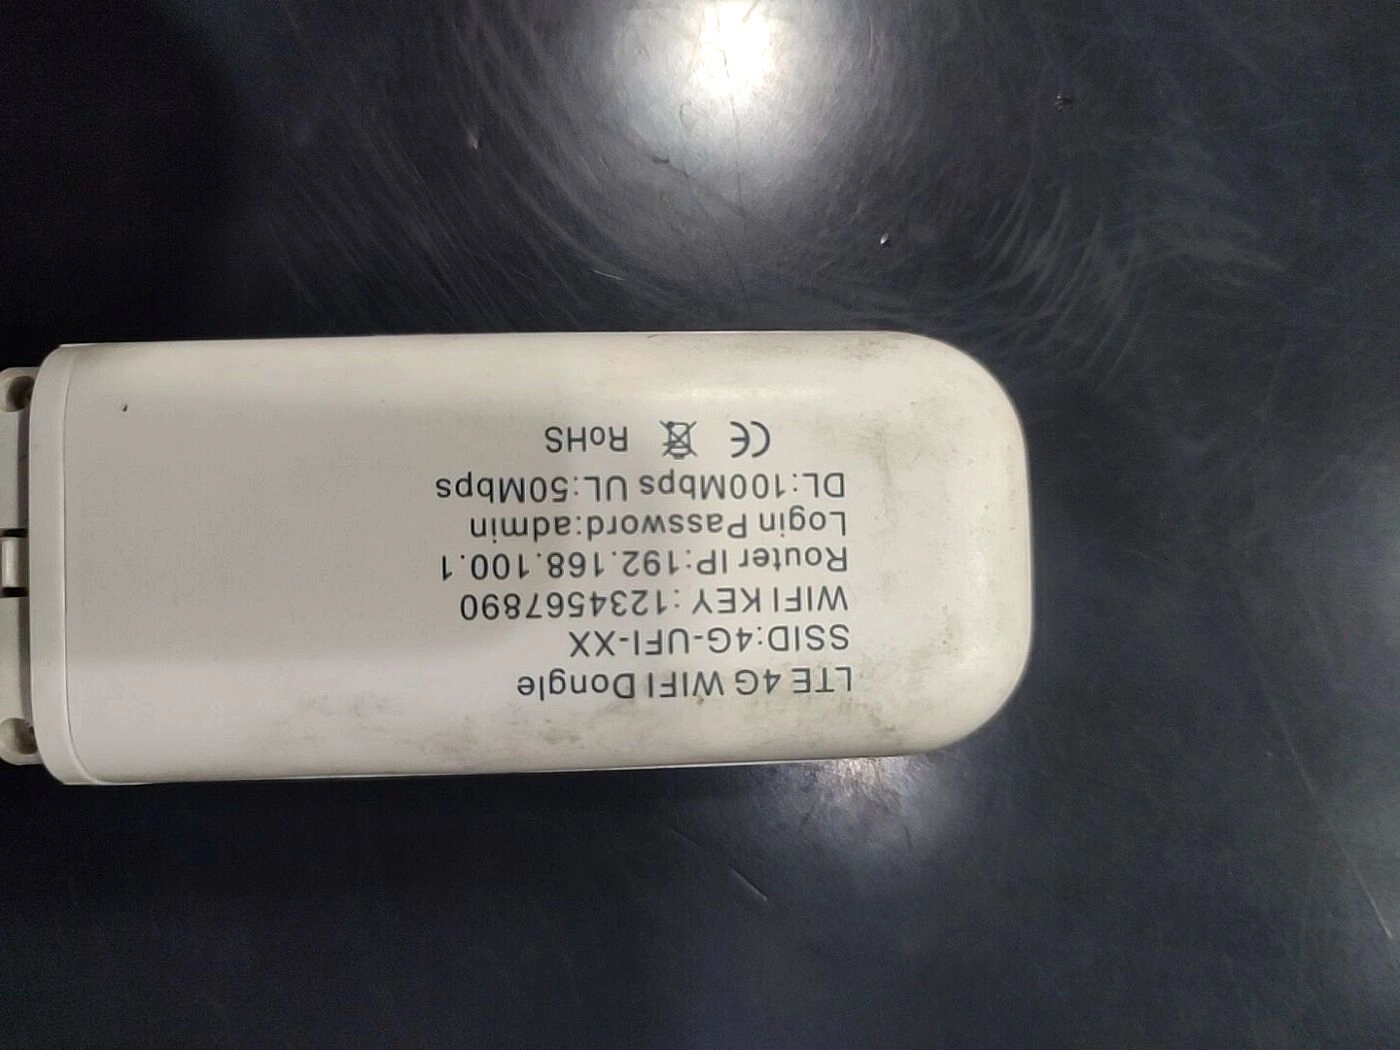 LTE 4G WIFI Dongle
SSID:4G-UFI-XX
WIFI KEY :1234567890
Router IP:192.168.100.1
Login Password:admin
DL:100Mbps UL:50Mbps
CE RoHS